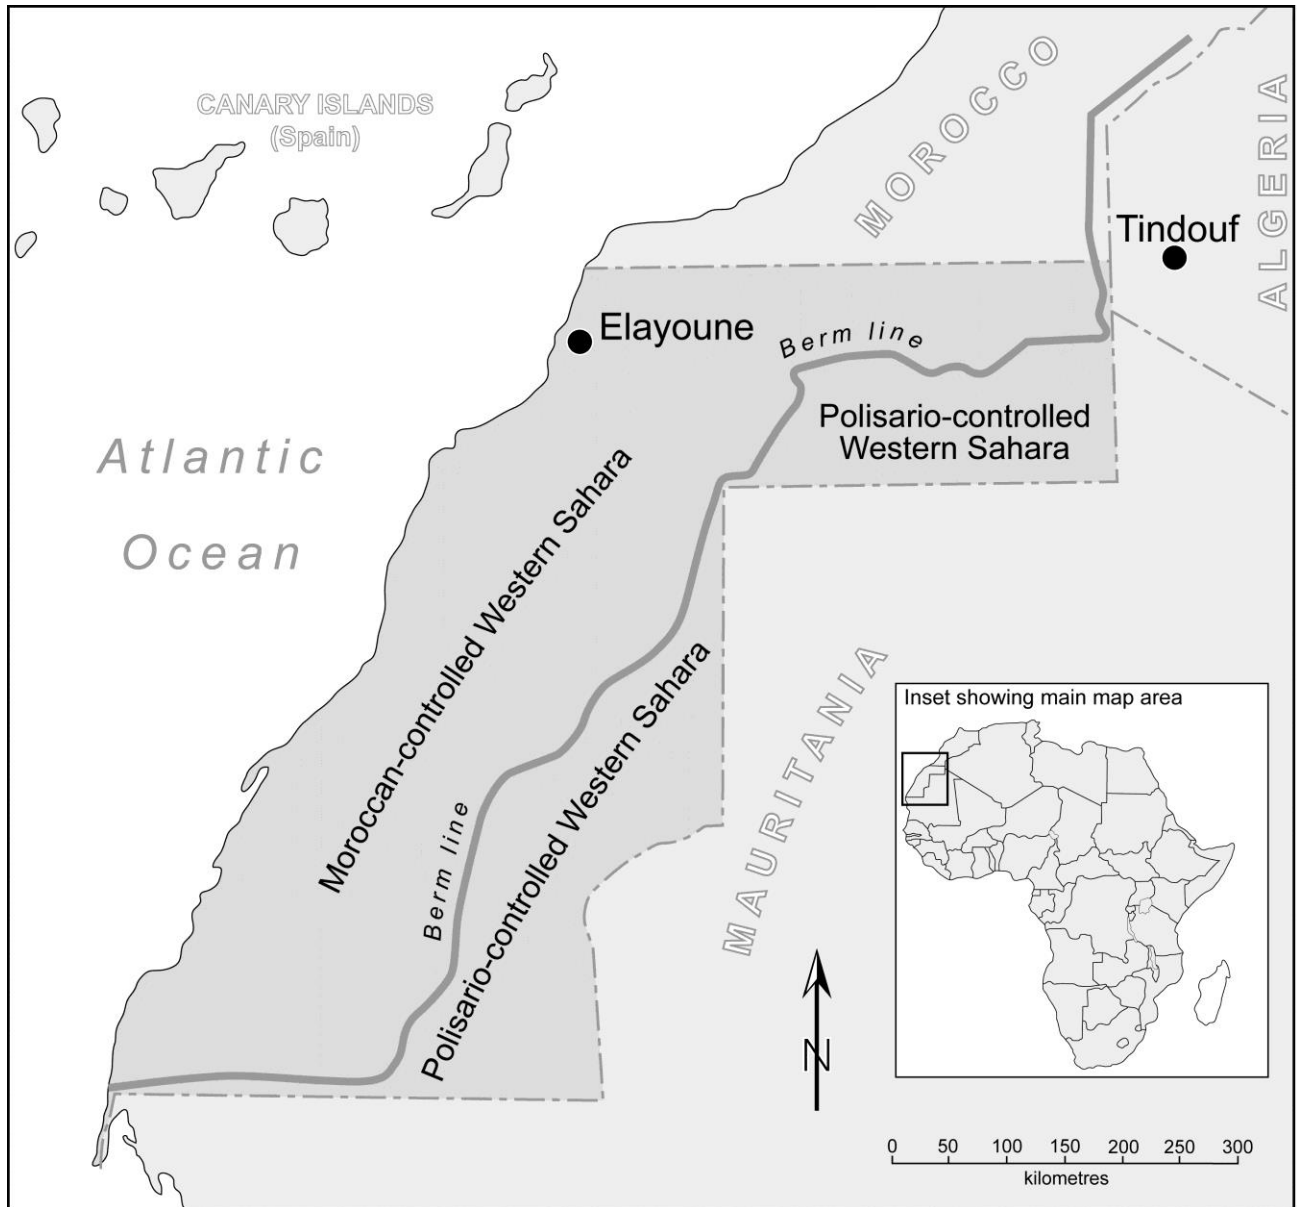 CANARY ISLANDS
(Spain)
MOROCCO
ALGERIA
Tindouf
Elayoune
Berm line
Polisario-controlled
Western Sahara
Atlantic
Ocean
Moroccan-controlled Western Sahara
Polisario-controlled Western Sahara
Berm line
MAURITANIA
Inset showing main map area
N
0 50 100 150 200 250 300
kilometres